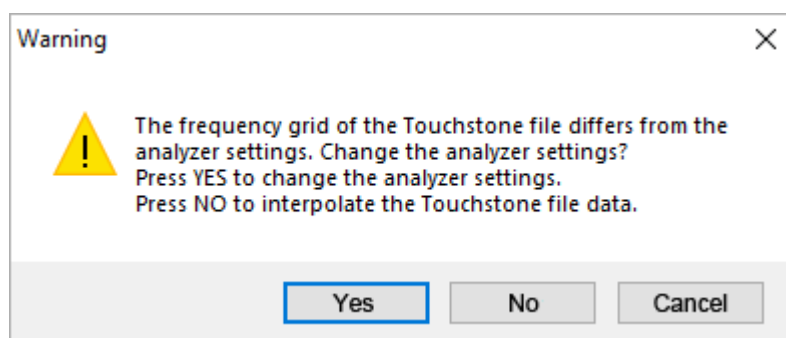 Warning
The frequency grid of the Touchstone file differs from the
analyzer settings. Change the analyzer settings?
Press YES to change the analyzer settings.
Press NO to interpolate the Touchstone file data.
Yes No Cancel